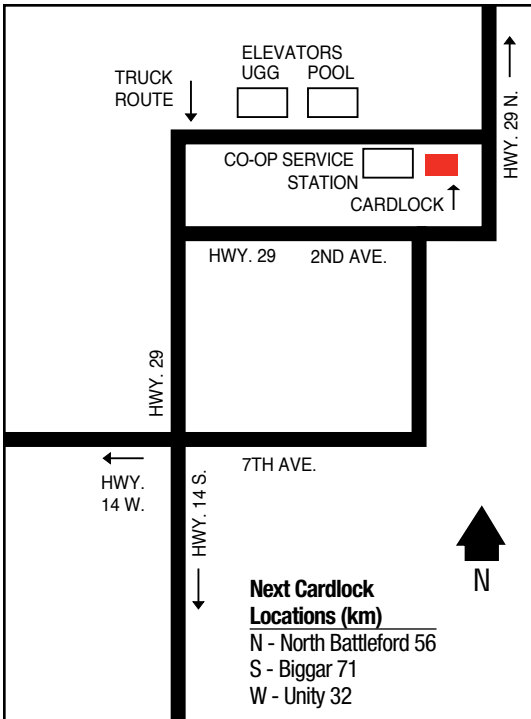 ELEVATORS
UGG POOL
TRUCK
ROUTE
HWY. 29 N.
CO-OP SERVICE
STATION
CARDLOCK
HWY. 29 2ND AVE.
HWY. 29
7TH AVE.
HWY.
14 W.
HWY. 14 S.
N
Next Cardlock
Locations (km)
N - North Battleford 56
S - Biggar 71
W - Unity 32